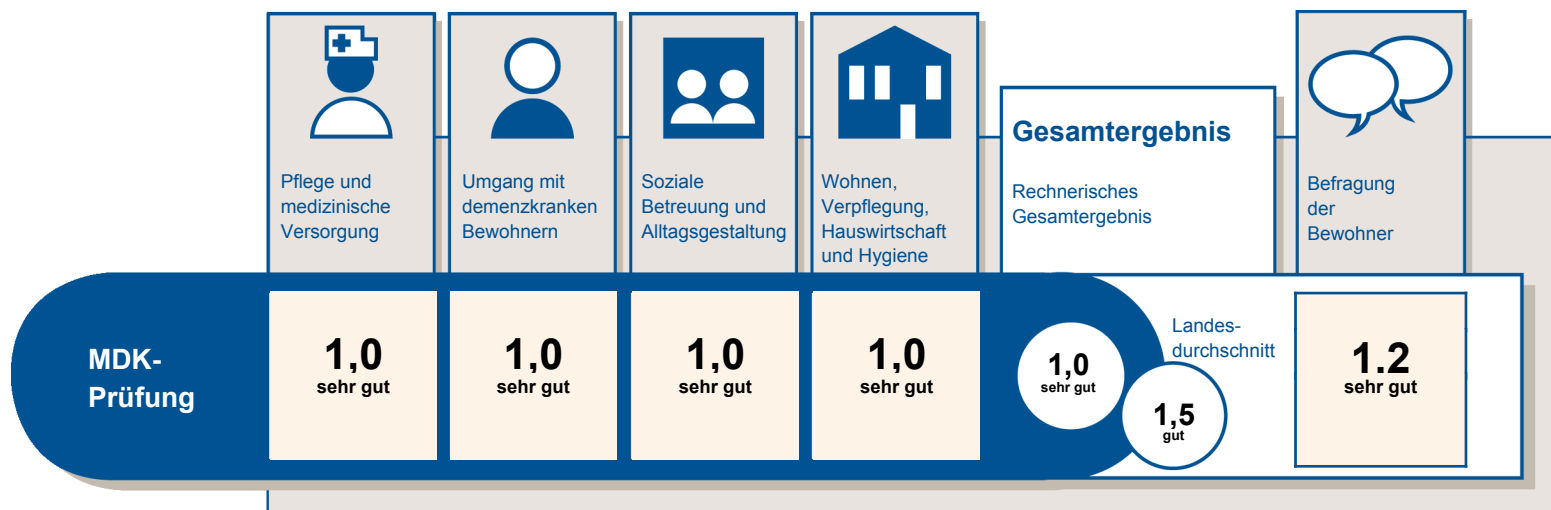 Pflege und
medizinische
Versorgung
Umgang mit
demenzkranken
Bewohnern
Soziale
Betreuung und
Alltagsgestaltung
Wohnen,
Verpflegung,
Hauswirtschaft
und Hygiene
Gesamtergebnis
Rechnerisches
Gesamtergebnis
Befragung
der
Bewohner
MDK-
Prüfung
1,0
sehr gut
1,0
sehr gut
1,0
sehr gut
1,0
sehr gut
1,0
sehr gut
Landes-
durchschnitt
1,5
gut
1.2
sehr gut